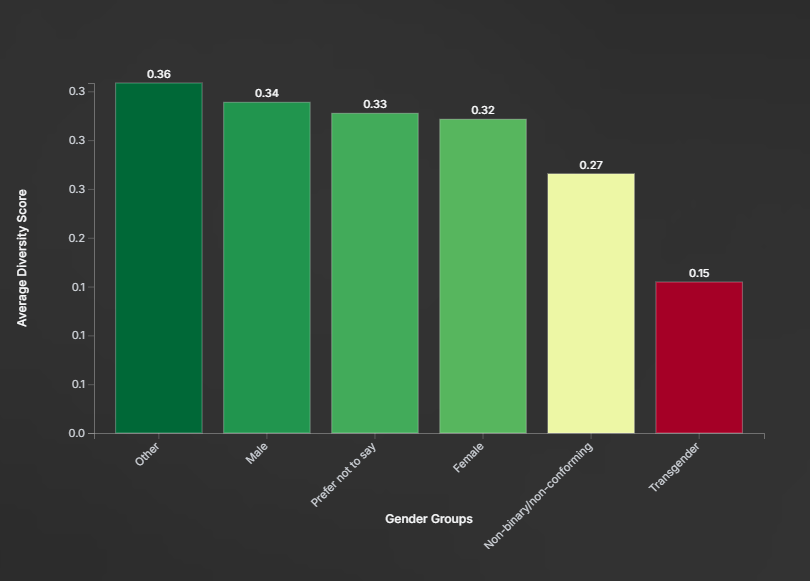 0.36
0.34
0.33
0.32
0.27
0.15
0.3
0.3
0.3
0.2
0.1
0.1
0.1
0.0
Average Diversity Score
Other
Male
Prefer not to say
Female
Non-binary/non-conforming
Transgender
Gender Groups